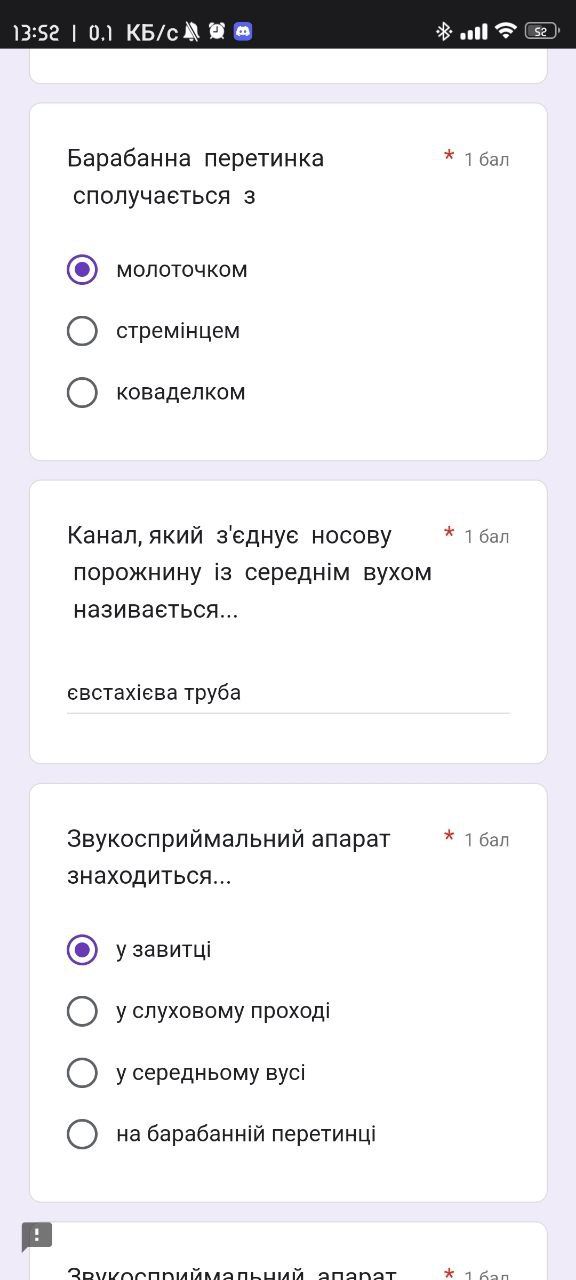 13:52 | 0.1 КБ/с 52
Барабанна перетинка * 1 бал
сполучається з
молоточком
стремінцем
коваделком
Канал, який з'єднує носову * 1 бал
порожнину із середнім вухом
називається...
євстахієва труба
Звукосприймальний апарат * 1 бал
знаходиться...
у завитці
у слуховому проході
у середньому вусі
на барабанній перетинці
Звукосприймальний апарат * 1 бал